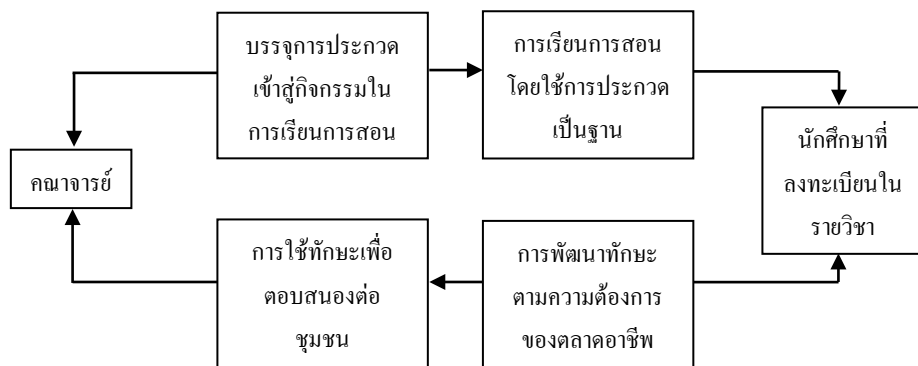 บรรจุการประกวด
เข้าสู่กิจกรรมใน
การเรียนการสอน
การเรียนการสอน
โดยใช้การประกวด
เป็นฐาน
คณาจารย์
นักศึกษาที่
ลงทะเบียนใน
รายวิชา
การใช้ทักษะเพื่อ
ตอบสนองต่อ
ชุมชน
การพัฒนาทักษะ
ตามความต้องการ
ของตลาดอาชีพ